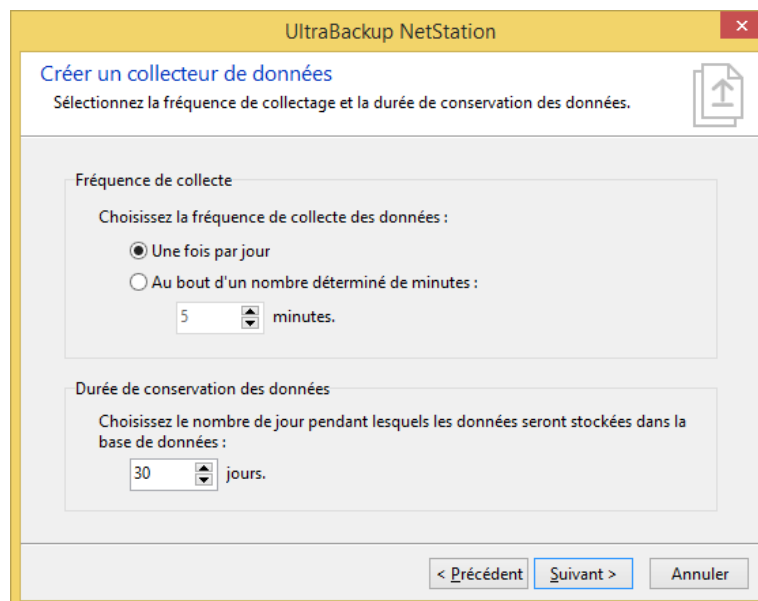 UltraBackup NetStation
Créer un collecteur de données
Sélectionnez la fréquence de collectage et la durée de conservation des données.
Fréquence de collecte
Choisissez la fréquence de collecte des données :
Une fois par jour
Au bout d'un nombre déterminé de minutes :
5 minutes.
Durée de conservation des données
Choisissez le nombre de jour pendant lesquels les données seront stockées dans la
base de données :
30 jours.
< Précédent Suivant > Annuler